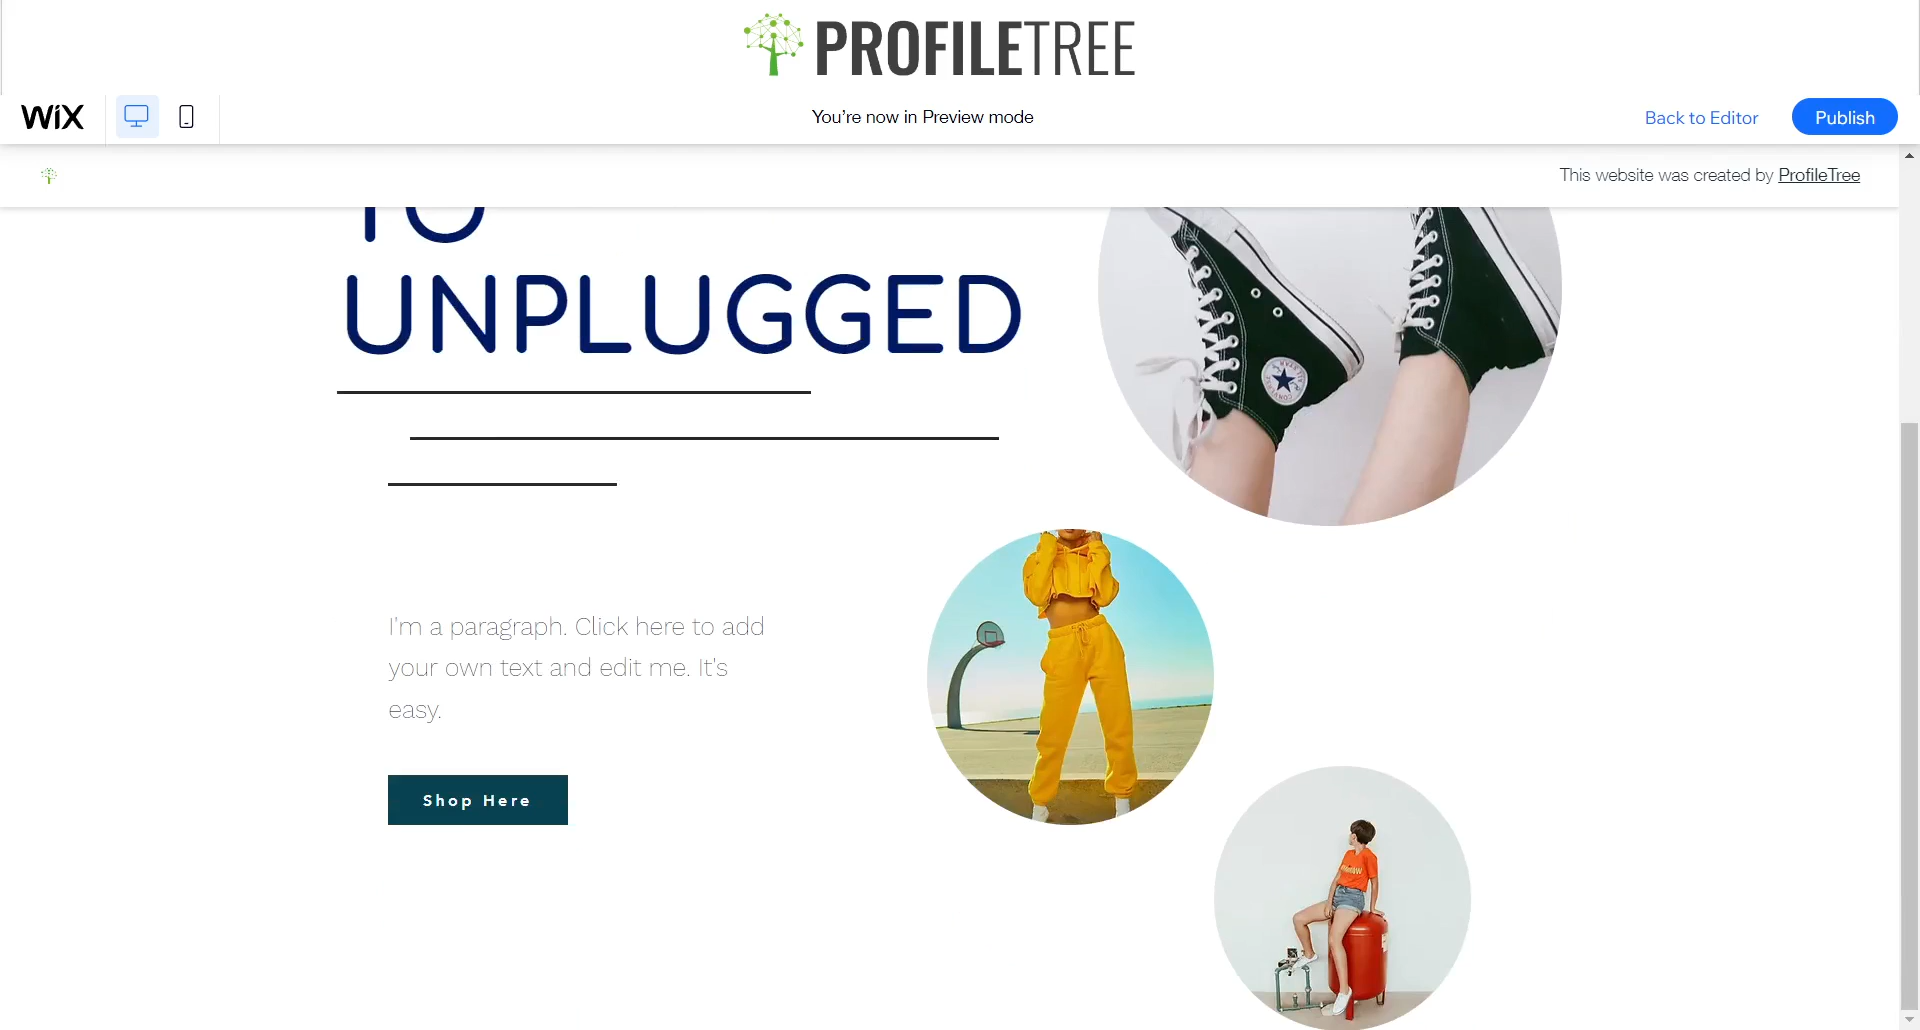 PROFILETREE
WiX
You're now in Preview mode
Back to Editor
Publish
This website was created by ProfileTree
TO
UNPLUGGED
I'm a paragraph. Click here to add
your own text and edit me. It's
easy.
Shop Here